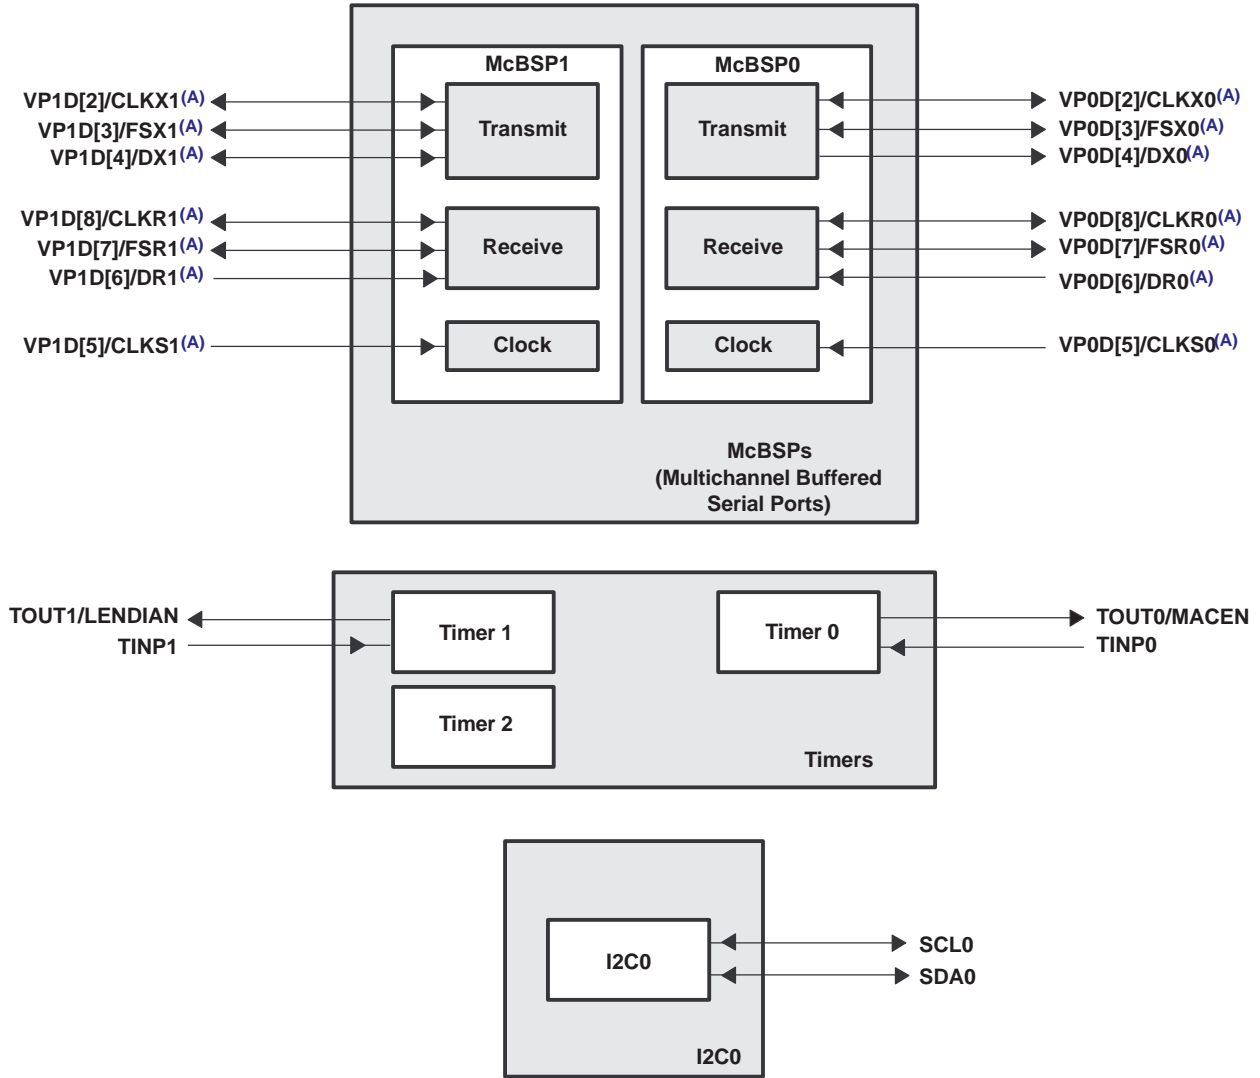 McBSP1
McBSP0
VP1D[2]/CLKX1(A)
VP1D[3]/FSX1(A)
VP1D[4]/DX1(A)
Transmit
Transmit
VP0D[2]/CLKX0(A)
VP0D[3]/FSX0(A)
VP0D[4]/DX0(A)
VP1D[8]/CLKR1(A)
VP1D[7]/FSR1(A)
VP1D[6]/DR1(A)
Receive
Receive
VP0D[8]/CLKR0(A)
VP0D[7]/FSR0(A)
VP0D[6]/DR0(A)
VP1D[5]/CLKS1(A)
Clock
Clock
VP0D[5]/CLKS0(A)
McBSPs
(Multichannel Buffered
Serial Ports)
TOUT1/LENDIAN
TINP1
Timer 1
Timer 0
TOUT0/MACEN
TINP0
Timer 2
Timers
I2C0
SCL0
SDA0
I2C0